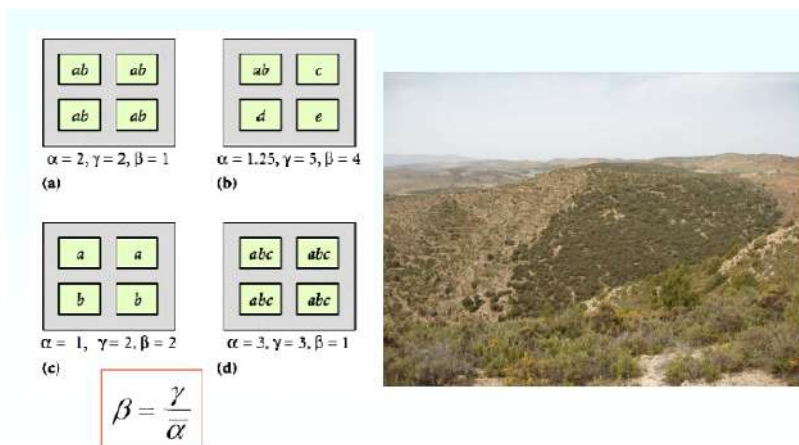 ab ab ab c
ab ab d e
α = 2, γ = 2, β = 1 α = 1.25, γ = 5, β = 4
(a) (b)
a a abc abc
b b abc abc
α = 1, γ = 2, β = 2 α = 3, γ = 3, β = 1
(c) (d)
β = γ / α̅